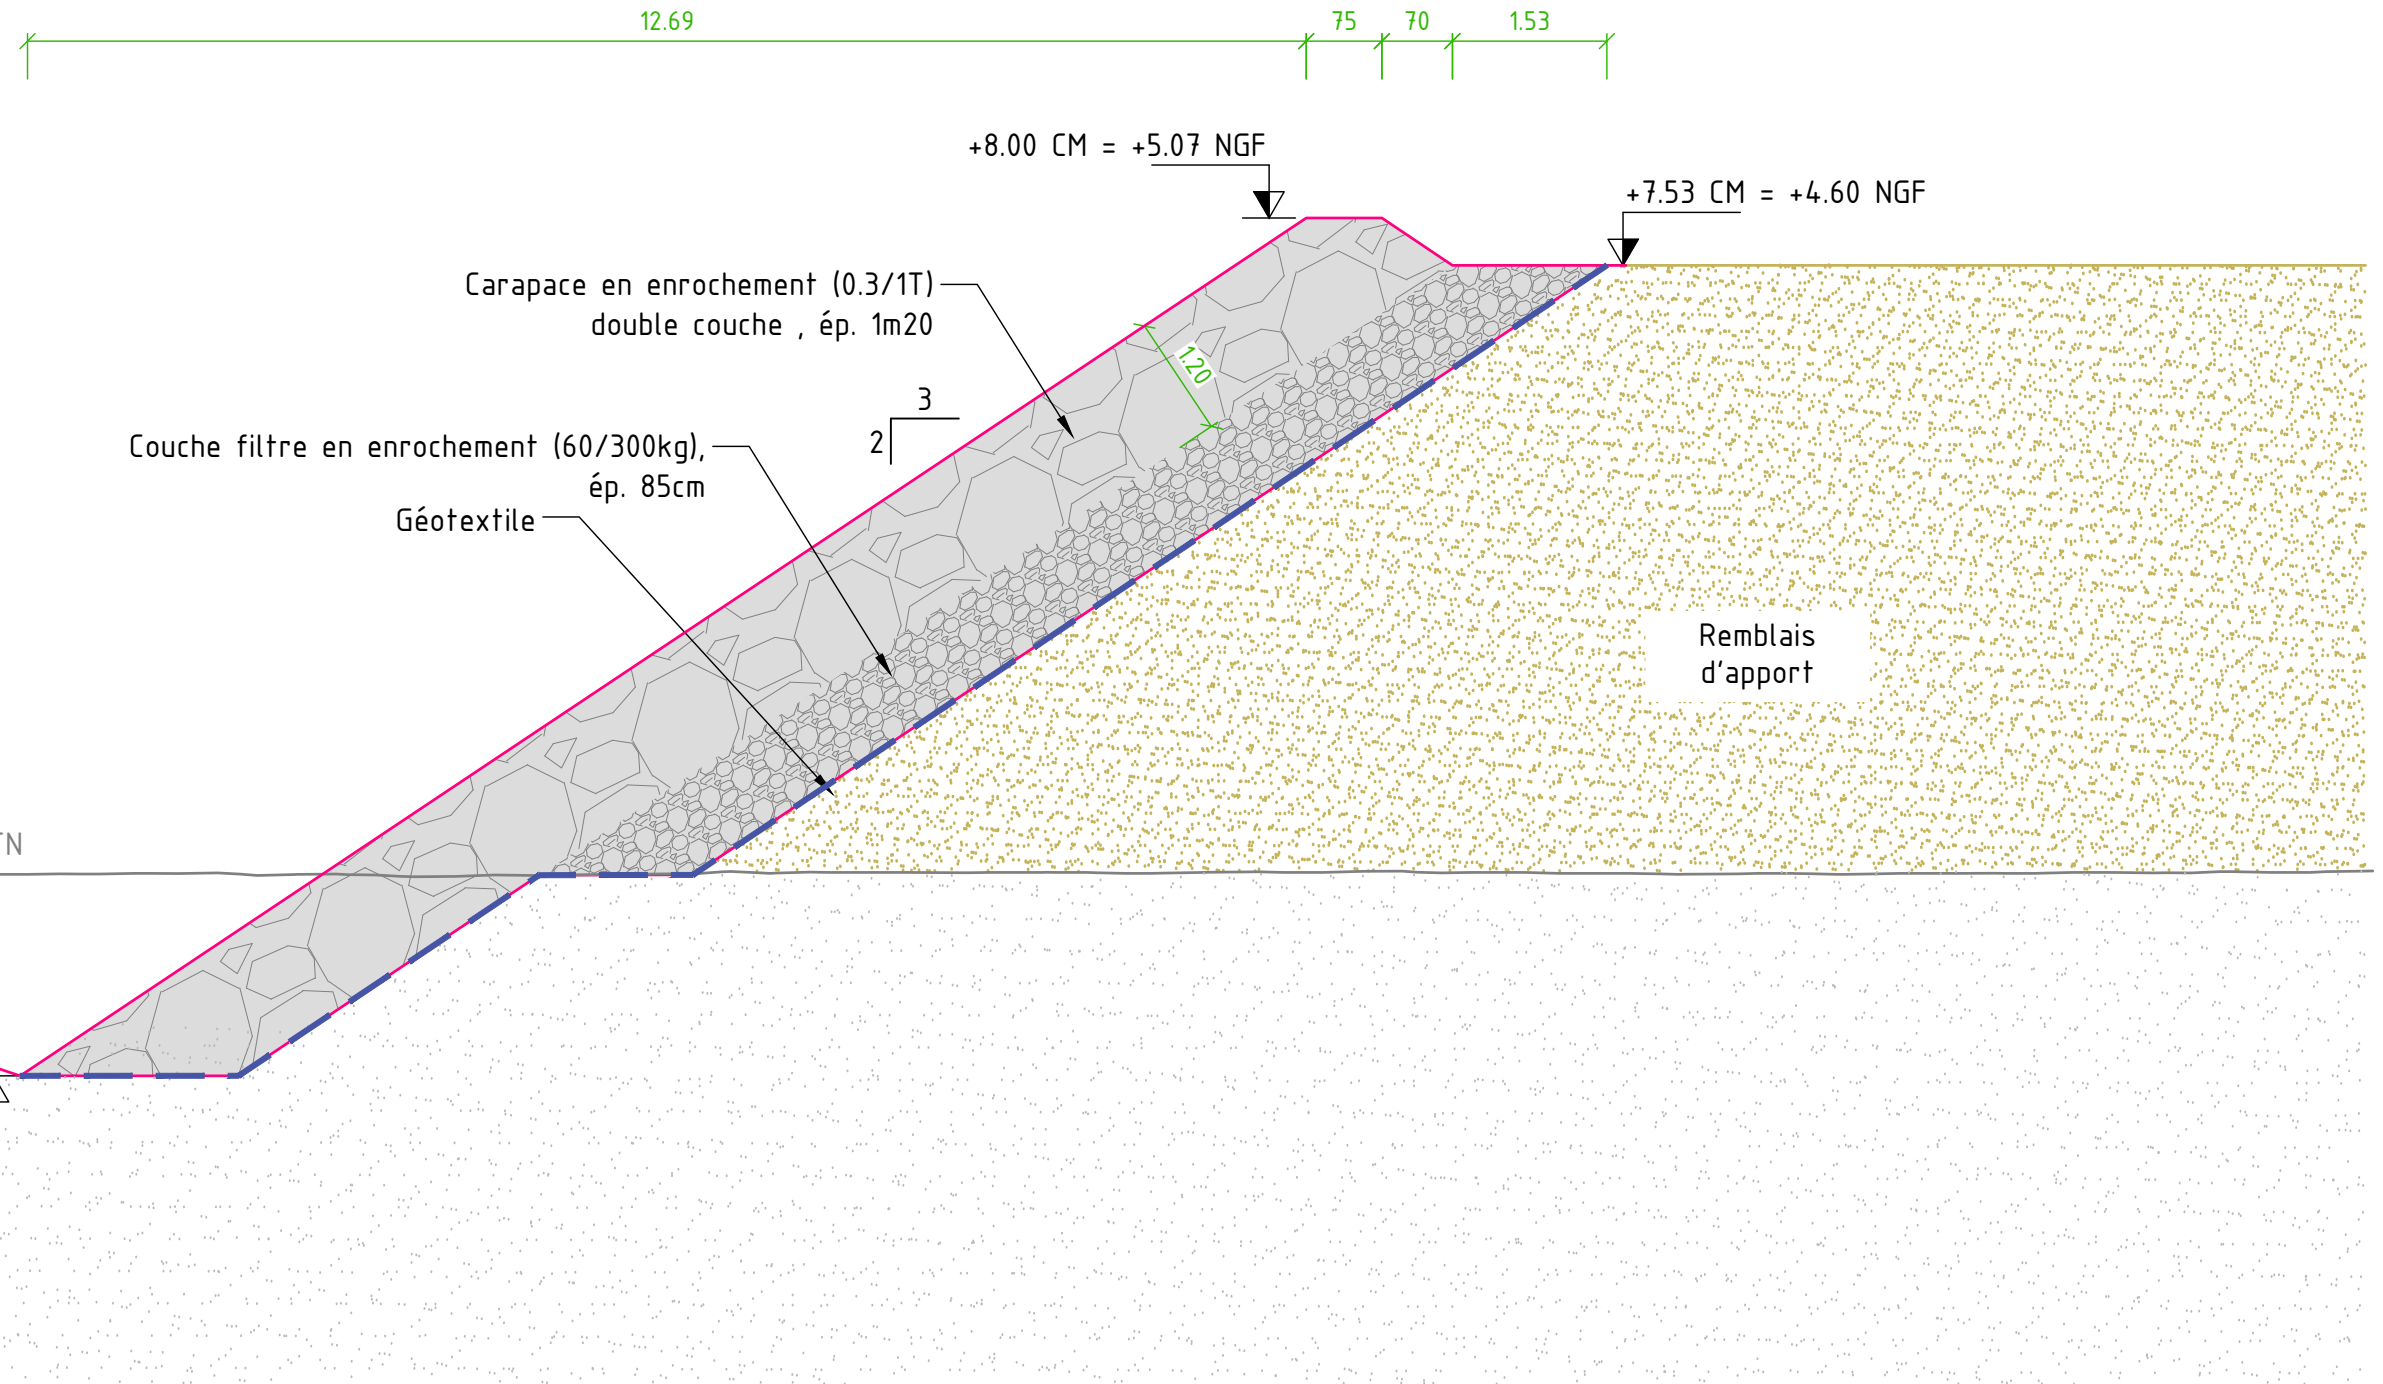 12.69 75 70 1.53
+8.00 CM = +5.07 NGF
+7.53 CM = +4.60 NGF
Carapace en enrochement (0.3/1T)
double couche , ép. 1m20
1.20
3
2
Couche filtre en enrochement (60/300kg),
ép. 85cm
Géotextile
Remblais
d'apport
TN